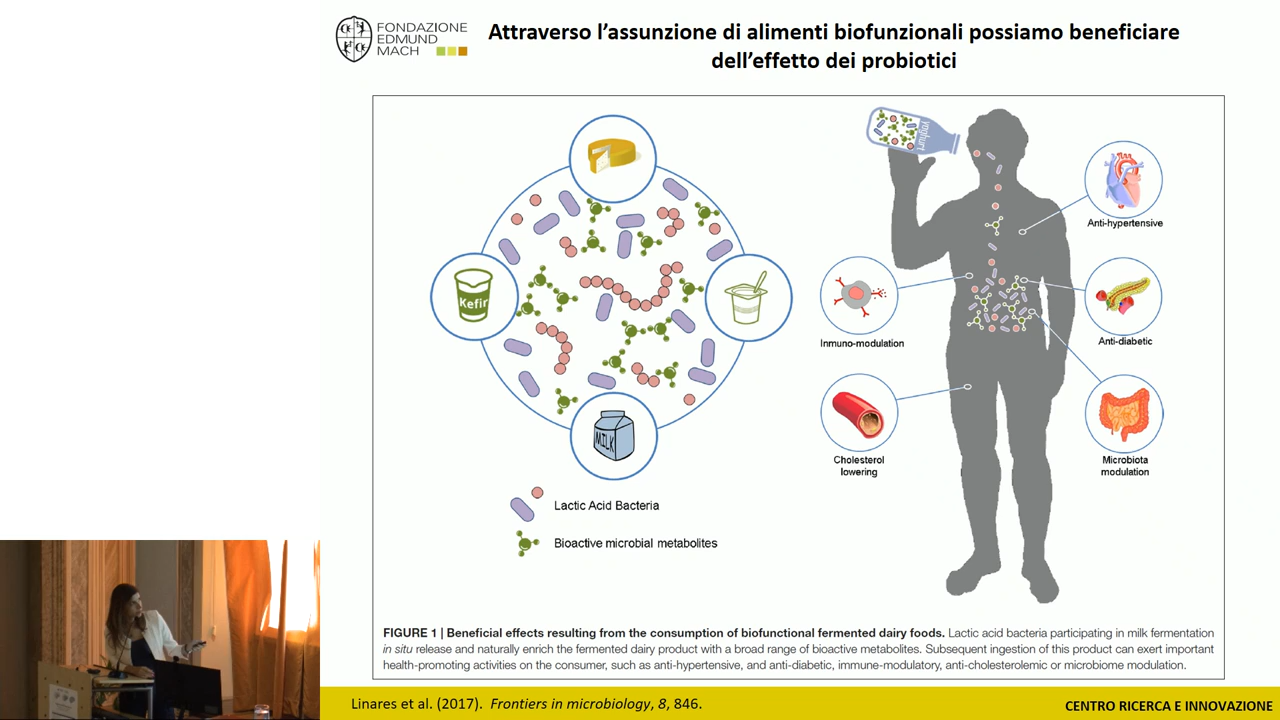 FONDAZIONE
EDMUND
MACH
Attraverso l’assunzione di alimenti biofunzionali possiamo beneficiare
dell’effetto dei probiotici
Kefir
MILK
Lactic Acid Bacteria
Bioactive microbial metabolites
yoghurt
Anti-hypertensive
Inmuno-modulation
Anti-diabetic
Cholesterol
lowering
Microbiota
modulation
FIGURE 1 | Beneficial effects resulting from the consumption of biofunctional fermented dairy foods. Lactic acid bacteria participating in milk fermentation
in situ release and naturally enrich the fermented dairy product with a broad range of bioactive metabolites. Subsequent ingestion of this product can exert important
health-promoting activities on the consumer, such as anti-hypertensive, and anti-diabetic, immune-modulatory, anti-cholesterolemic or microbiome modulation.
Linares et al. (2017). Frontiers in microbiology, 8, 846.
CENTRO RICERCA E INNOVAZIONE